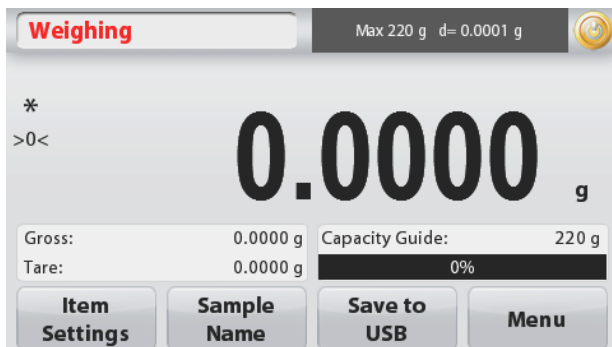 Weighing Max 220 g d= 0.0001 g
*
>0<
0.0000 g
Gross: 0.0000 g Capacity Guide: 220 g
Tare: 0.0000 g 0%
Item Settings Sample Name Save to USB Menu